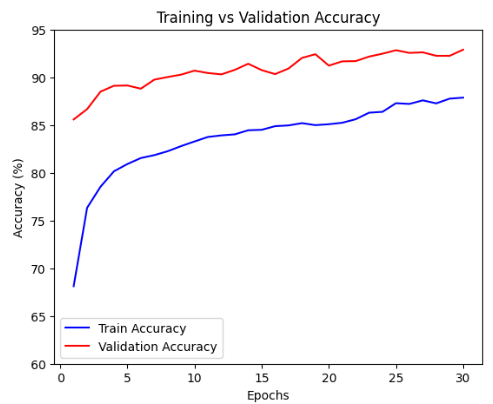 Training vs Validation Accuracy
Accuracy (%)
95
90
85
80
75
70
65
60
Train Accuracy
Validation Accuracy
0 5 10 15 20 25 30
Epochs